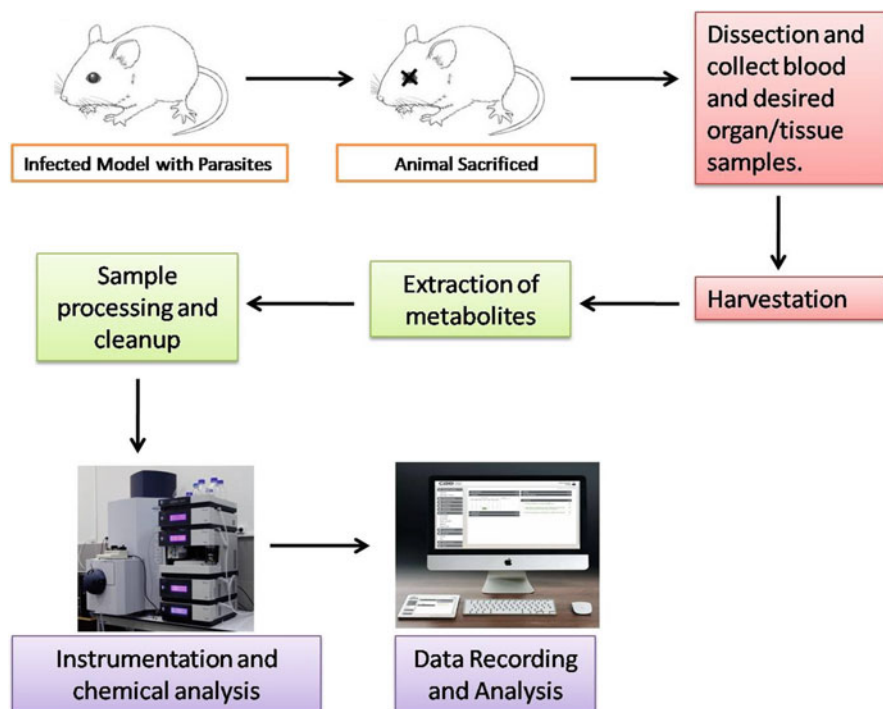 Infected Model with Parasites
Animal Sacrificed
Dissection and
collect blood
and desired
organ/tissue
samples.
Harvestation
Extraction of
metabolites
Sample
processing and
cleanup
Instrumentation and
chemical analysis
Data Recording
and Analysis